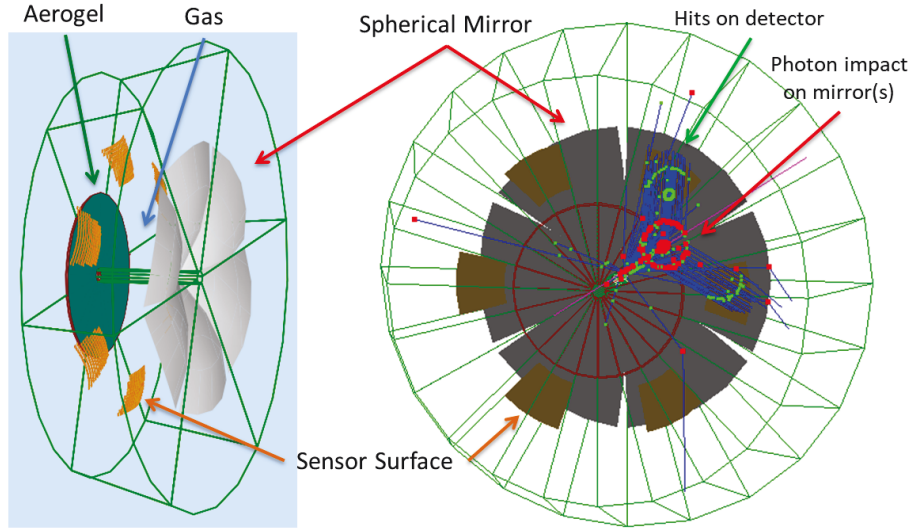 Aerogel
Gas
Spherical Mirror
Hits on detector
Photon impact
on mirror(s)
Sensor Surface